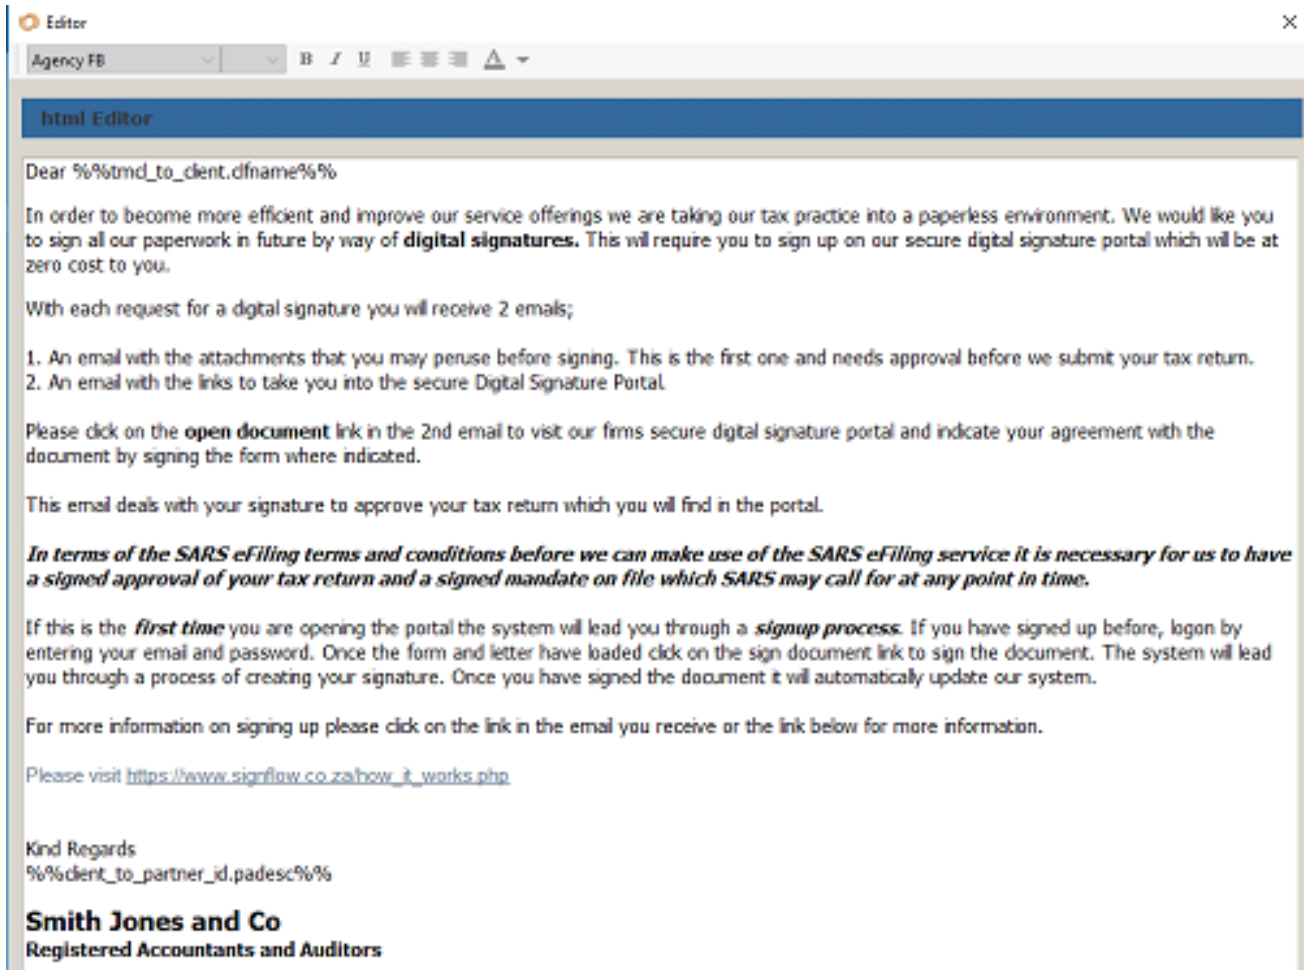 Editor
Agency FB
B I U A
html Editor
Dear %%tmcl_to_client.clfname%%
In order to become more efficient and improve our service offerings we are taking our tax practice into a paperless environment. We would like you
to sign all our paperwork in future by way of digital signatures. This will require you to sign up on our secure digital signature portal which will be at
zero cost to you.
With each request for a digital signature you will receive 2 emails;
1. An email with the attachments that you may peruse before signing. This is the first one and needs approval before we submit your tax return.
2. An email with the links to take you into the secure Digital Signature Portal.
Please click on the open document link in the 2nd email to visit our firms secure digital signature portal and indicate your agreement with the
document by signing the form where indicated.
This email deals with your signature to approve your tax return which you will find in the portal.
In terms of the SARS eFiling terms and conditions before we can make use of the SARS eFiling service it is necessary for us to have
a signed approval of your tax return and a signed mandate on file which SARS may call for at any point in time.
If this is the first time you are opening the portal the system will lead you through a signup process. If you have signed up before, logon by
entering your email and password. Once the form and letter have loaded click on the sign document link to sign the document. The system will lead
you through a process of creating your signature. Once you have signed the document it will automatically update our system.
For more information on signing up please click on the link in the email you receive or the link below for more information.
Please visit https://www.signflow.co.za/how_it_works.php
Kind Regards
%%client_to_partner_id.padesc%%
Smith Jones and Co
Registered Accountants and Auditors